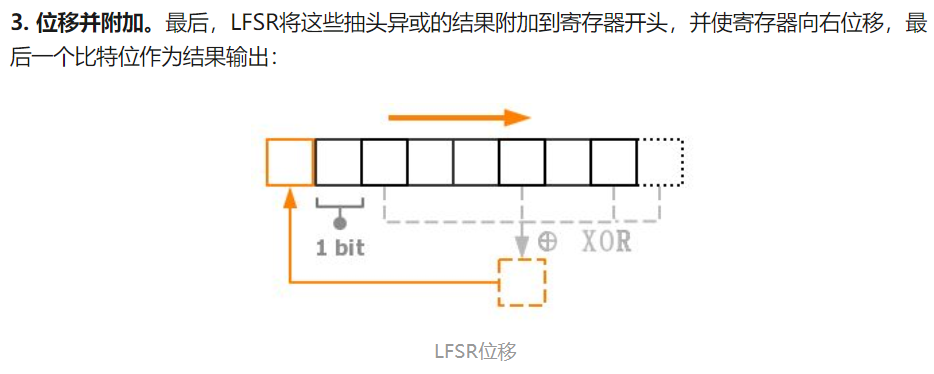 3. 位移并附加。最后，LFSR将这些抽头异或的结果附加到寄存器开头，并使寄存器向右位移，最
后一个比特位作为结果输出：
1 bit
⊕ XOR
LFSR位移